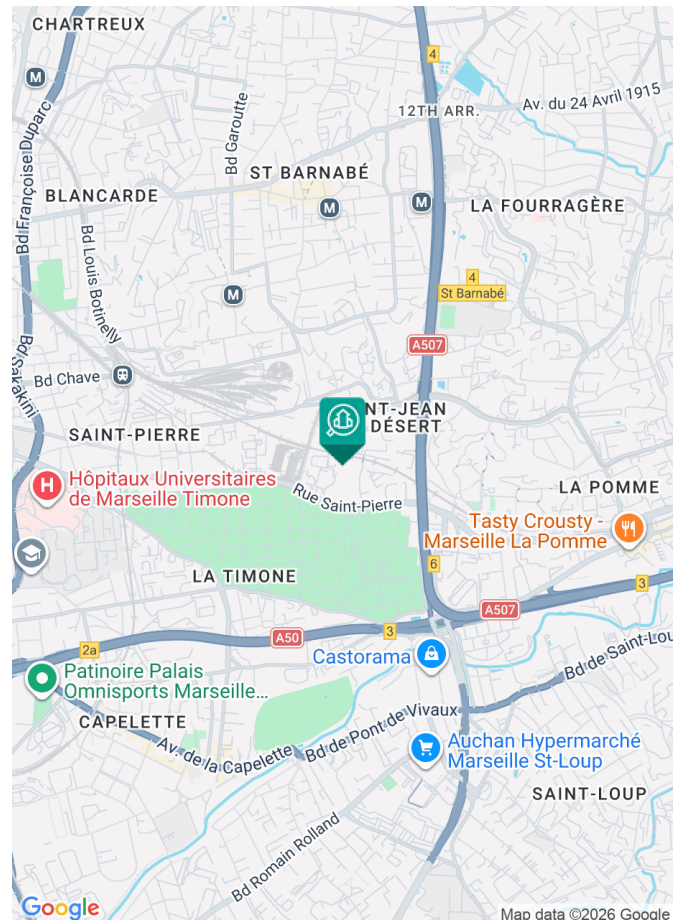 CHARTREUX
M
4
Av. du 24 Avril 1915
12TH ARR.
Bd Françoise Duparc
Bd Garoutte
ST BARNABÉ
BLANCARDE
M
M
LA FOURRAGÈRE
Bd Louis Botinelly
M
4
St Barnabé
A507
Bd Chave
Bd Sakakini
NT-JEAN
DÉSERT
SAINT-PIERRE
H
Hôpitaux Universitaires
de Marseille Timone
Rue Saint-Pierre
LA POMME
Tasty Crousty -
Marseille La Pomme
LA TIMONE
6
3
A507
A50
3
2a
Castorama
Bd de Saint-Lou
Patinoire Palais
Omnisports Marseille...
CAPELETTE
Av. de la Capelette
Bd de Pont de Vivaux
Auchan Hypermarché
Marseille St-Loup
SAINT-LOUP
Bd Romain Rolland
Google
Map data ©2026 Google